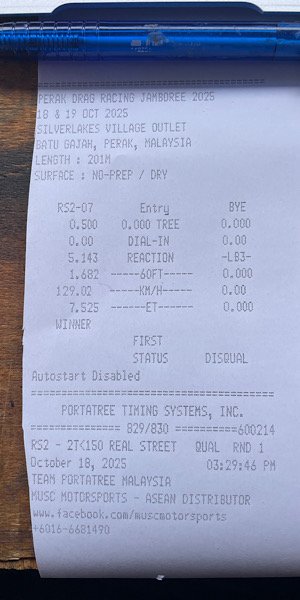 ==========================================
PERAK DRAG RACING JAMBOREE 2025
18 & 19 OCT 2025
SILVERLAKES VILLAGE OUTLET
BATU GAJAH, PERAK, MALAYSIA
LENGTH : 201M
SURFACE : NO-PREP / DRY
RS2-07 Entry BYE
0.500 0.000 TREE 0.000
0.00 DIAL-IN 0.00
5.143 REACTION -LB3-
1.682 -----60FT----- 0.000
129.02 ------KM/H----- 0.00
7.525 ------ET------ 0.000
WINNER
FIRST
STATUS DISQUAL
Autostart Disabled
==========================================
PORTATREE TIMING SYSTEMS, INC.
================ B29/B30 ==========600214
RS2 - 2T<150 REAL STREET QUAL RND 1
October 18, 2025 03:29:46 PM
TEAM PORTATREE MALAYSIA
MUSC MOTORSPORTS - ASEAN DISTRIBUTOR
www.facebook.com/muscmotorsports
+6016-6681490